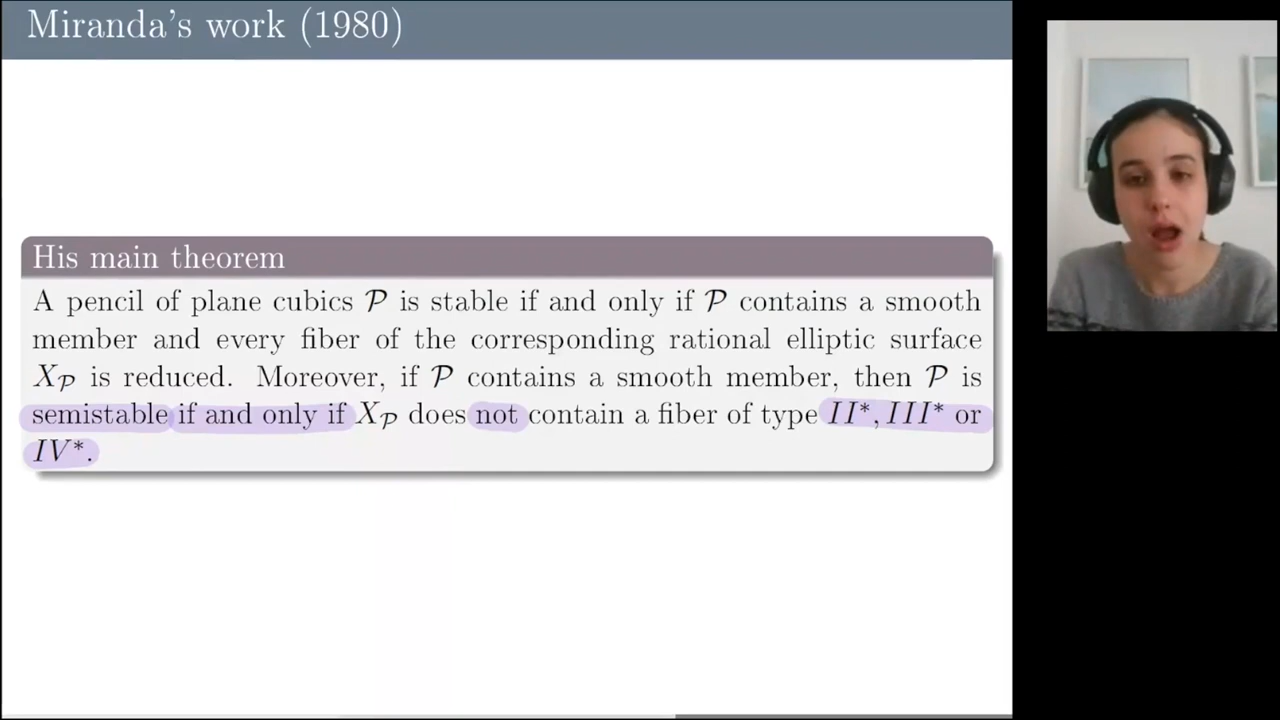 Miranda's work (1980)
His main theorem
A pencil of plane cubics 𝒫 is stable if and only if 𝒫 contains a smooth
member and every fiber of the corresponding rational elliptic surface
X_𝒫 is reduced. Moreover, if 𝒫 contains a smooth member, then 𝒫 is
semistable if and only if X_𝒫 does not contain a fiber of type II*, III* or
IV*.